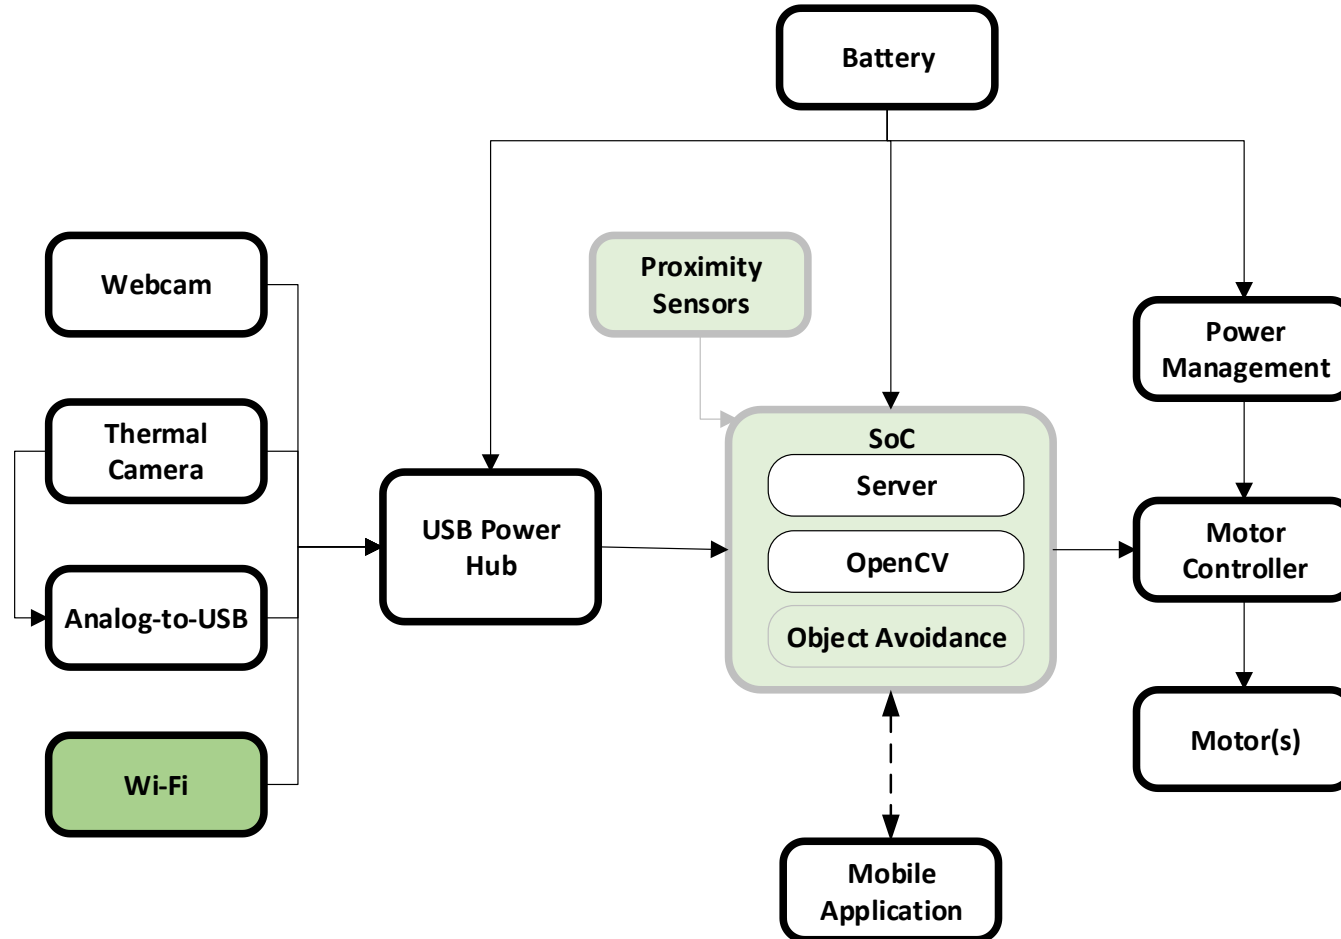 Battery
Webcam
Proximity
Sensors
Power
Management
Thermal
Camera
SoC
Server
USB Power
Hub
OpenCV
Motor
Controller
Analog-to-USB
Object Avoidance
Motor(s)
Wi-Fi
Mobile
Application